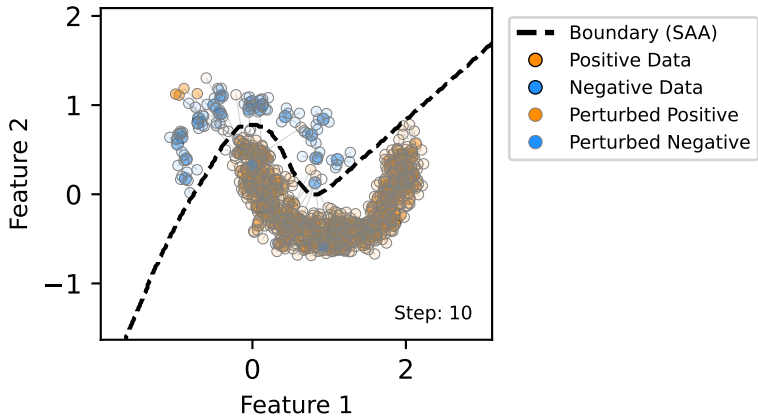 2
1
0
−1
Feature 2
0
2
Feature 1
Step: 10
Boundary (SAA)
Positive Data
Negative Data
Perturbed Positive
Perturbed Negative